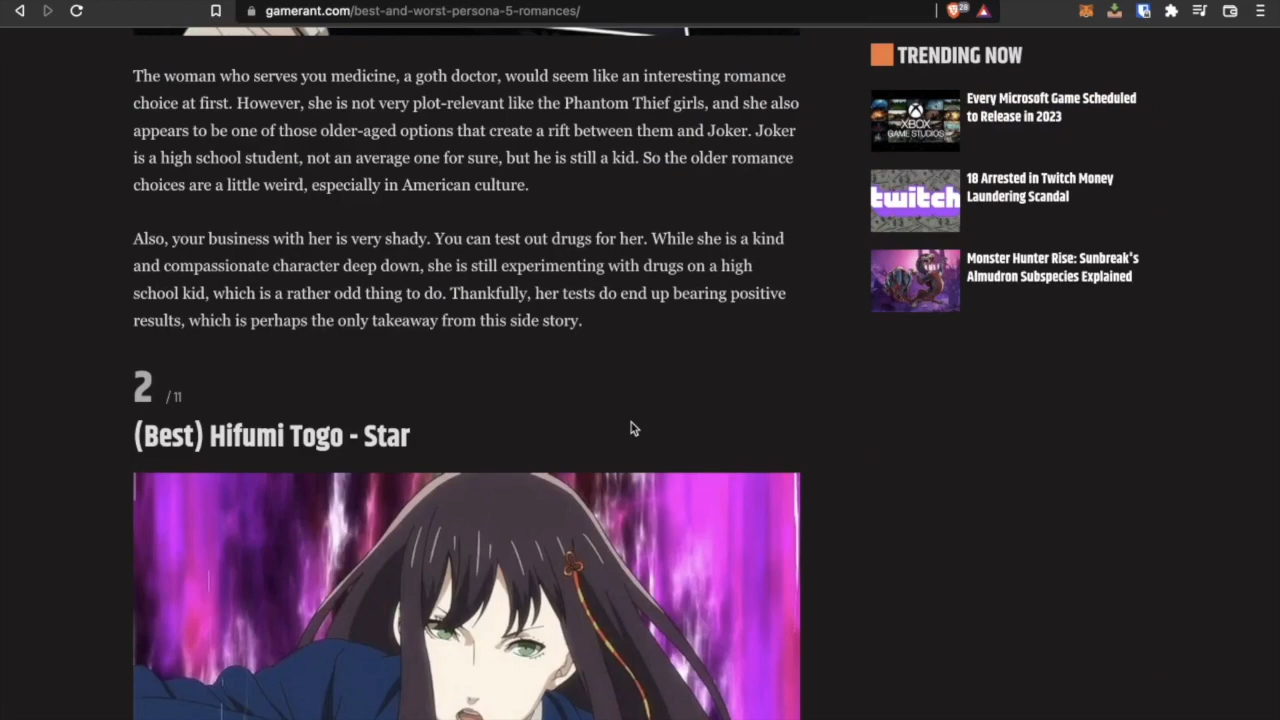 gamerant.com/best-and-worst-persona-5-romances/
28
The woman who serves you medicine, a goth doctor, would seem like an interesting romance
choice at first. However, she is not very plot-relevant like the Phantom Thief girls, and she also
appears to be one of those older-aged options that create a rift between them and Joker. Joker
is a high school student, not an average one for sure, but he is still a kid. So the older romance
choices are a little weird, especially in American culture.
Also, your business with her is very shady. You can test out drugs for her. While she is a kind
and compassionate character deep down, she is still experimenting with drugs on a high
school kid, which is a rather odd thing to do. Thankfully, her tests do end up bearing positive
results, which is perhaps the only takeaway from this side story.
2 / 11
(Best) Hifumi Togo - Star
TRENDING NOW
XBOX
GAME STUDIOS
Every Microsoft Game Scheduled
to Release in 2023
twitch
18 Arrested in Twitch Money
Laundering Scandal
Monster Hunter Rise: Sunbreak's
Almudron Subspecies Explained